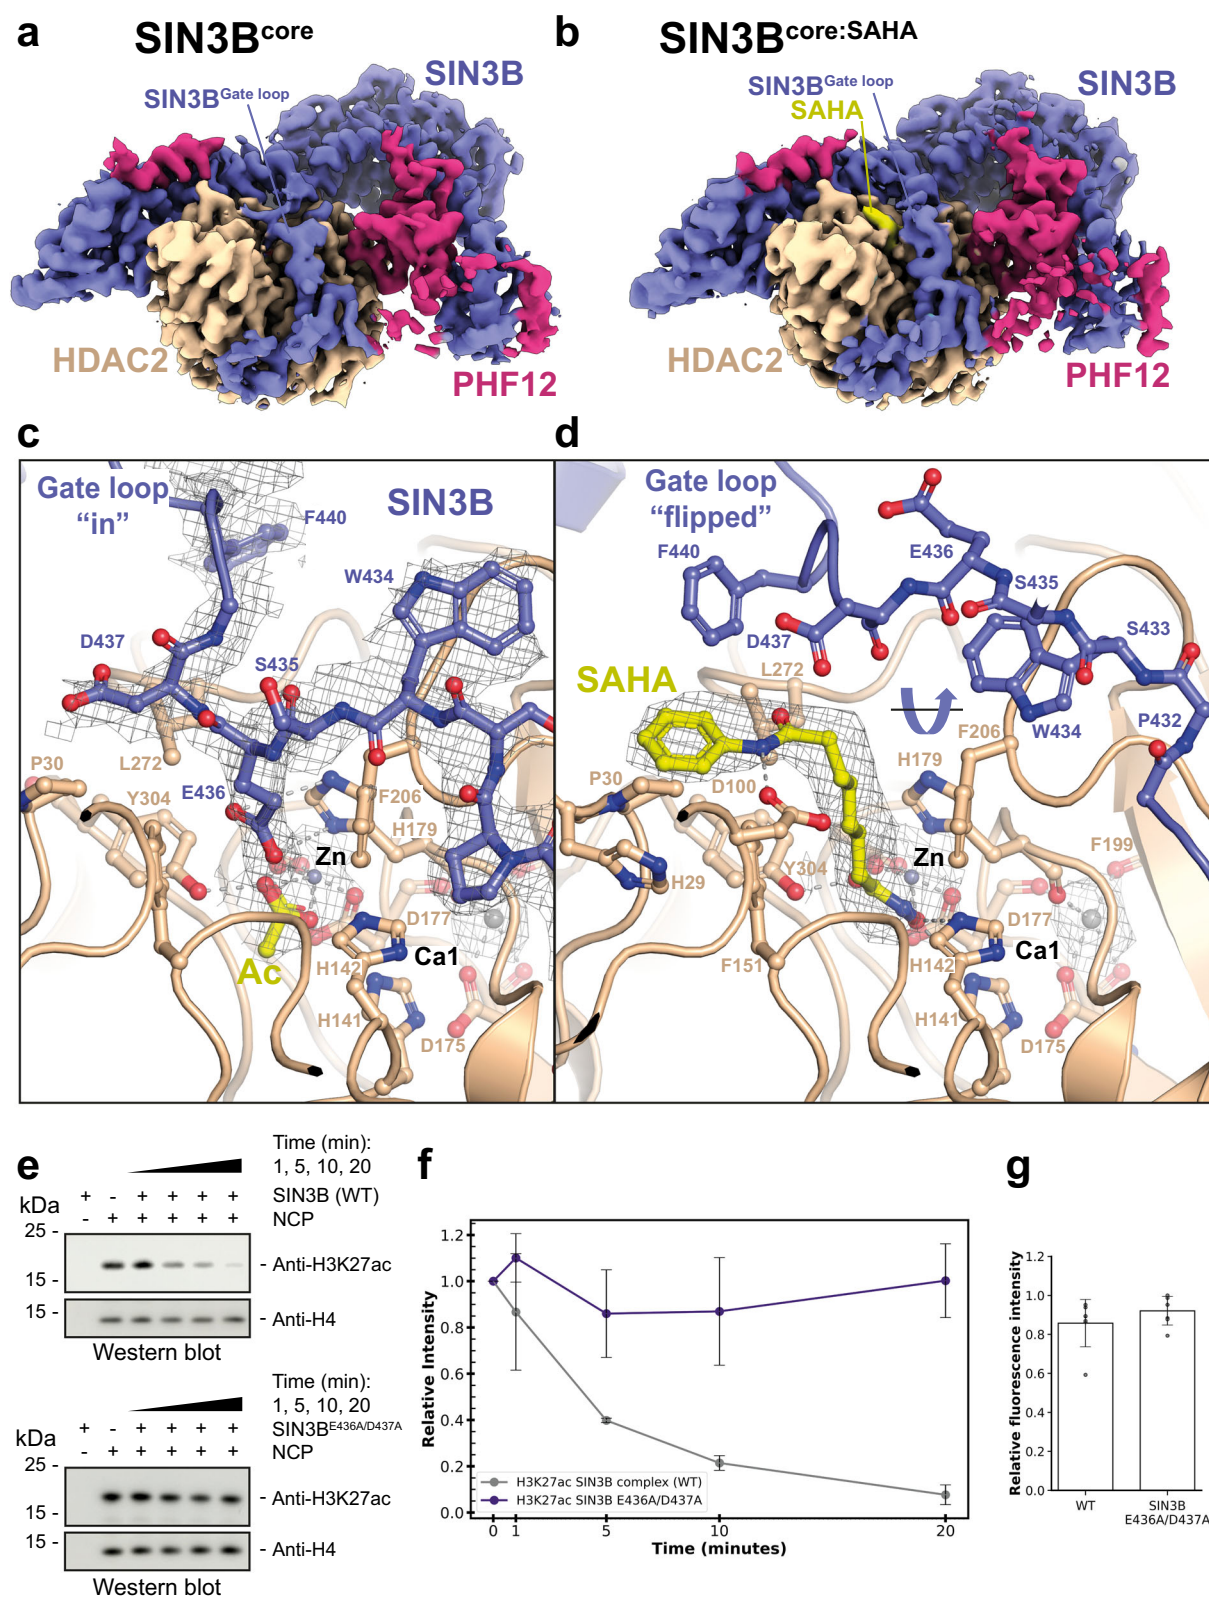 a
SIN3Bcore
SIN3B
SIN3BGate loop
HDAC2
PHF12
b
SIN3Bcore:SAHA
SIN3B
SIN3BGate loop
SAHA
HDAC2
PHF12
c
Gate loop
“in”
SIN3B
F440
W434
D437
S435
P30
L272
Y304
E436
F206
H179
Zn
D177
Ac
H142
Ca1
H141
D175
d
Gate loop
“flipped”
F440
E436
S435
D437
S433
L272
SAHA
W434
P432
F206
P30
D100
H179
Zn
F199
H29
Y304
D177
F151
H142
Ca1
H141
D175
e
Time (min):
1, 5, 10, 20
kDa
+ - + + + + SIN3B (WT)
- + + + + + NCP
25 -
- Anti-H3K27ac
15 -
15 -
- Anti-H4
Western blot
Time (min):
1, 5, 10, 20
kDa
+ - + + + + SIN3BE436A/D437A
- + + + + + NCP
25 -
- Anti-H3K27ac
15 -
15 -
- Anti-H4
Western blot
f
Relative Intensity
1.2
1.0
0.8
0.6
0.4
0.2
0.0
H3K27ac SIN3B complex (WT)
H3K27ac SIN3B E436A/D437A
0 1 5 10 20
Time (minutes)
g
Relative fluorescence intensity
1.2
1.0
0.8
0.6
0.4
0.2
0.0
WT SIN3B
E436A/D437A